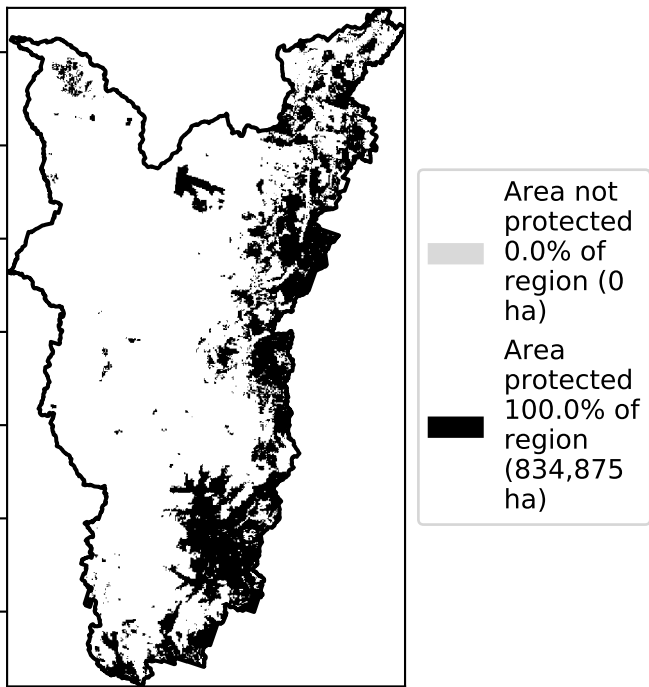 Area not
protected
0.0% of
region (0
ha)
Area
protected
100.0% of
region
(834,875
ha)